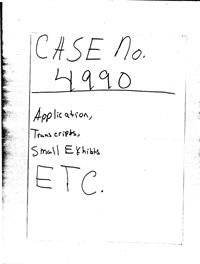 CASE No.
4990
Application,
Transcripts,
Small Exhibits
ETC.